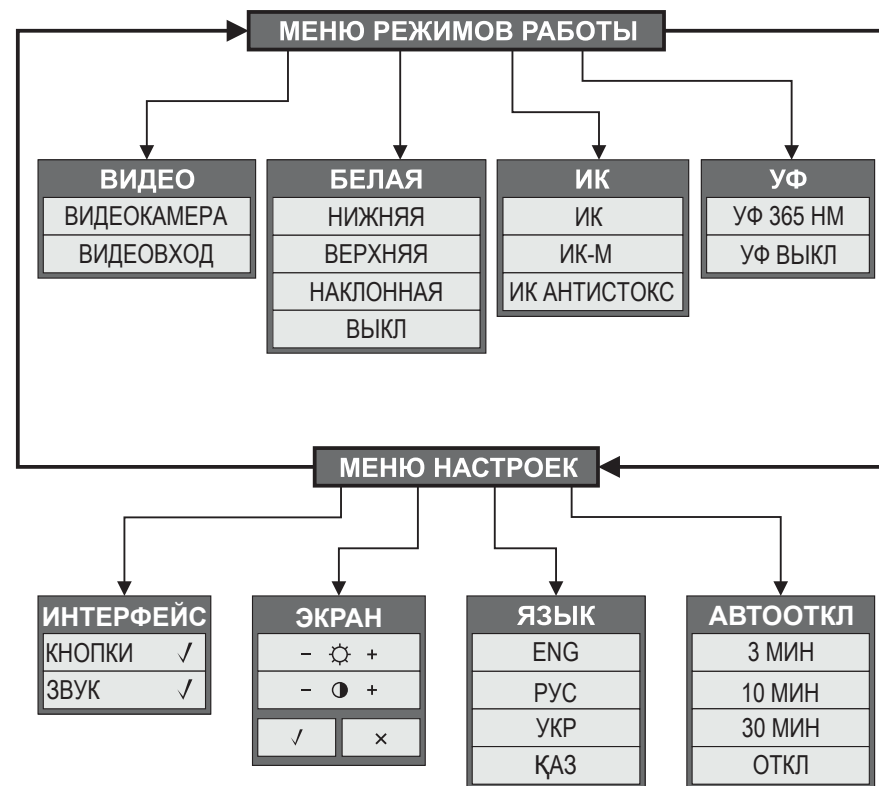 МЕНЮ РЕЖИМОВ РАБОТЫ
ВИДЕО
ВИДЕОКАМЕРА
ВИДЕОВХОД
БЕЛАЯ
НИЖНЯЯ
ВЕРХНЯЯ
НАКЛОННАЯ
ВЫКЛ
ИК
ИК
ИК-М
ИК АНТИСТОКС
УФ
УФ 365 НМ
УФ ВЫКЛ
МЕНЮ НАСТРОЕК
ИНТЕРФЕЙС
КНОПКИ √
ЗВУК √
ЭКРАН
- ☼ +
- ◑ +
√ ×
ЯЗЫК
ENG
РУС
УКР
ҚАЗ
АВТООТКЛ
3 МИН
10 МИН
30 МИН
ОТКЛ